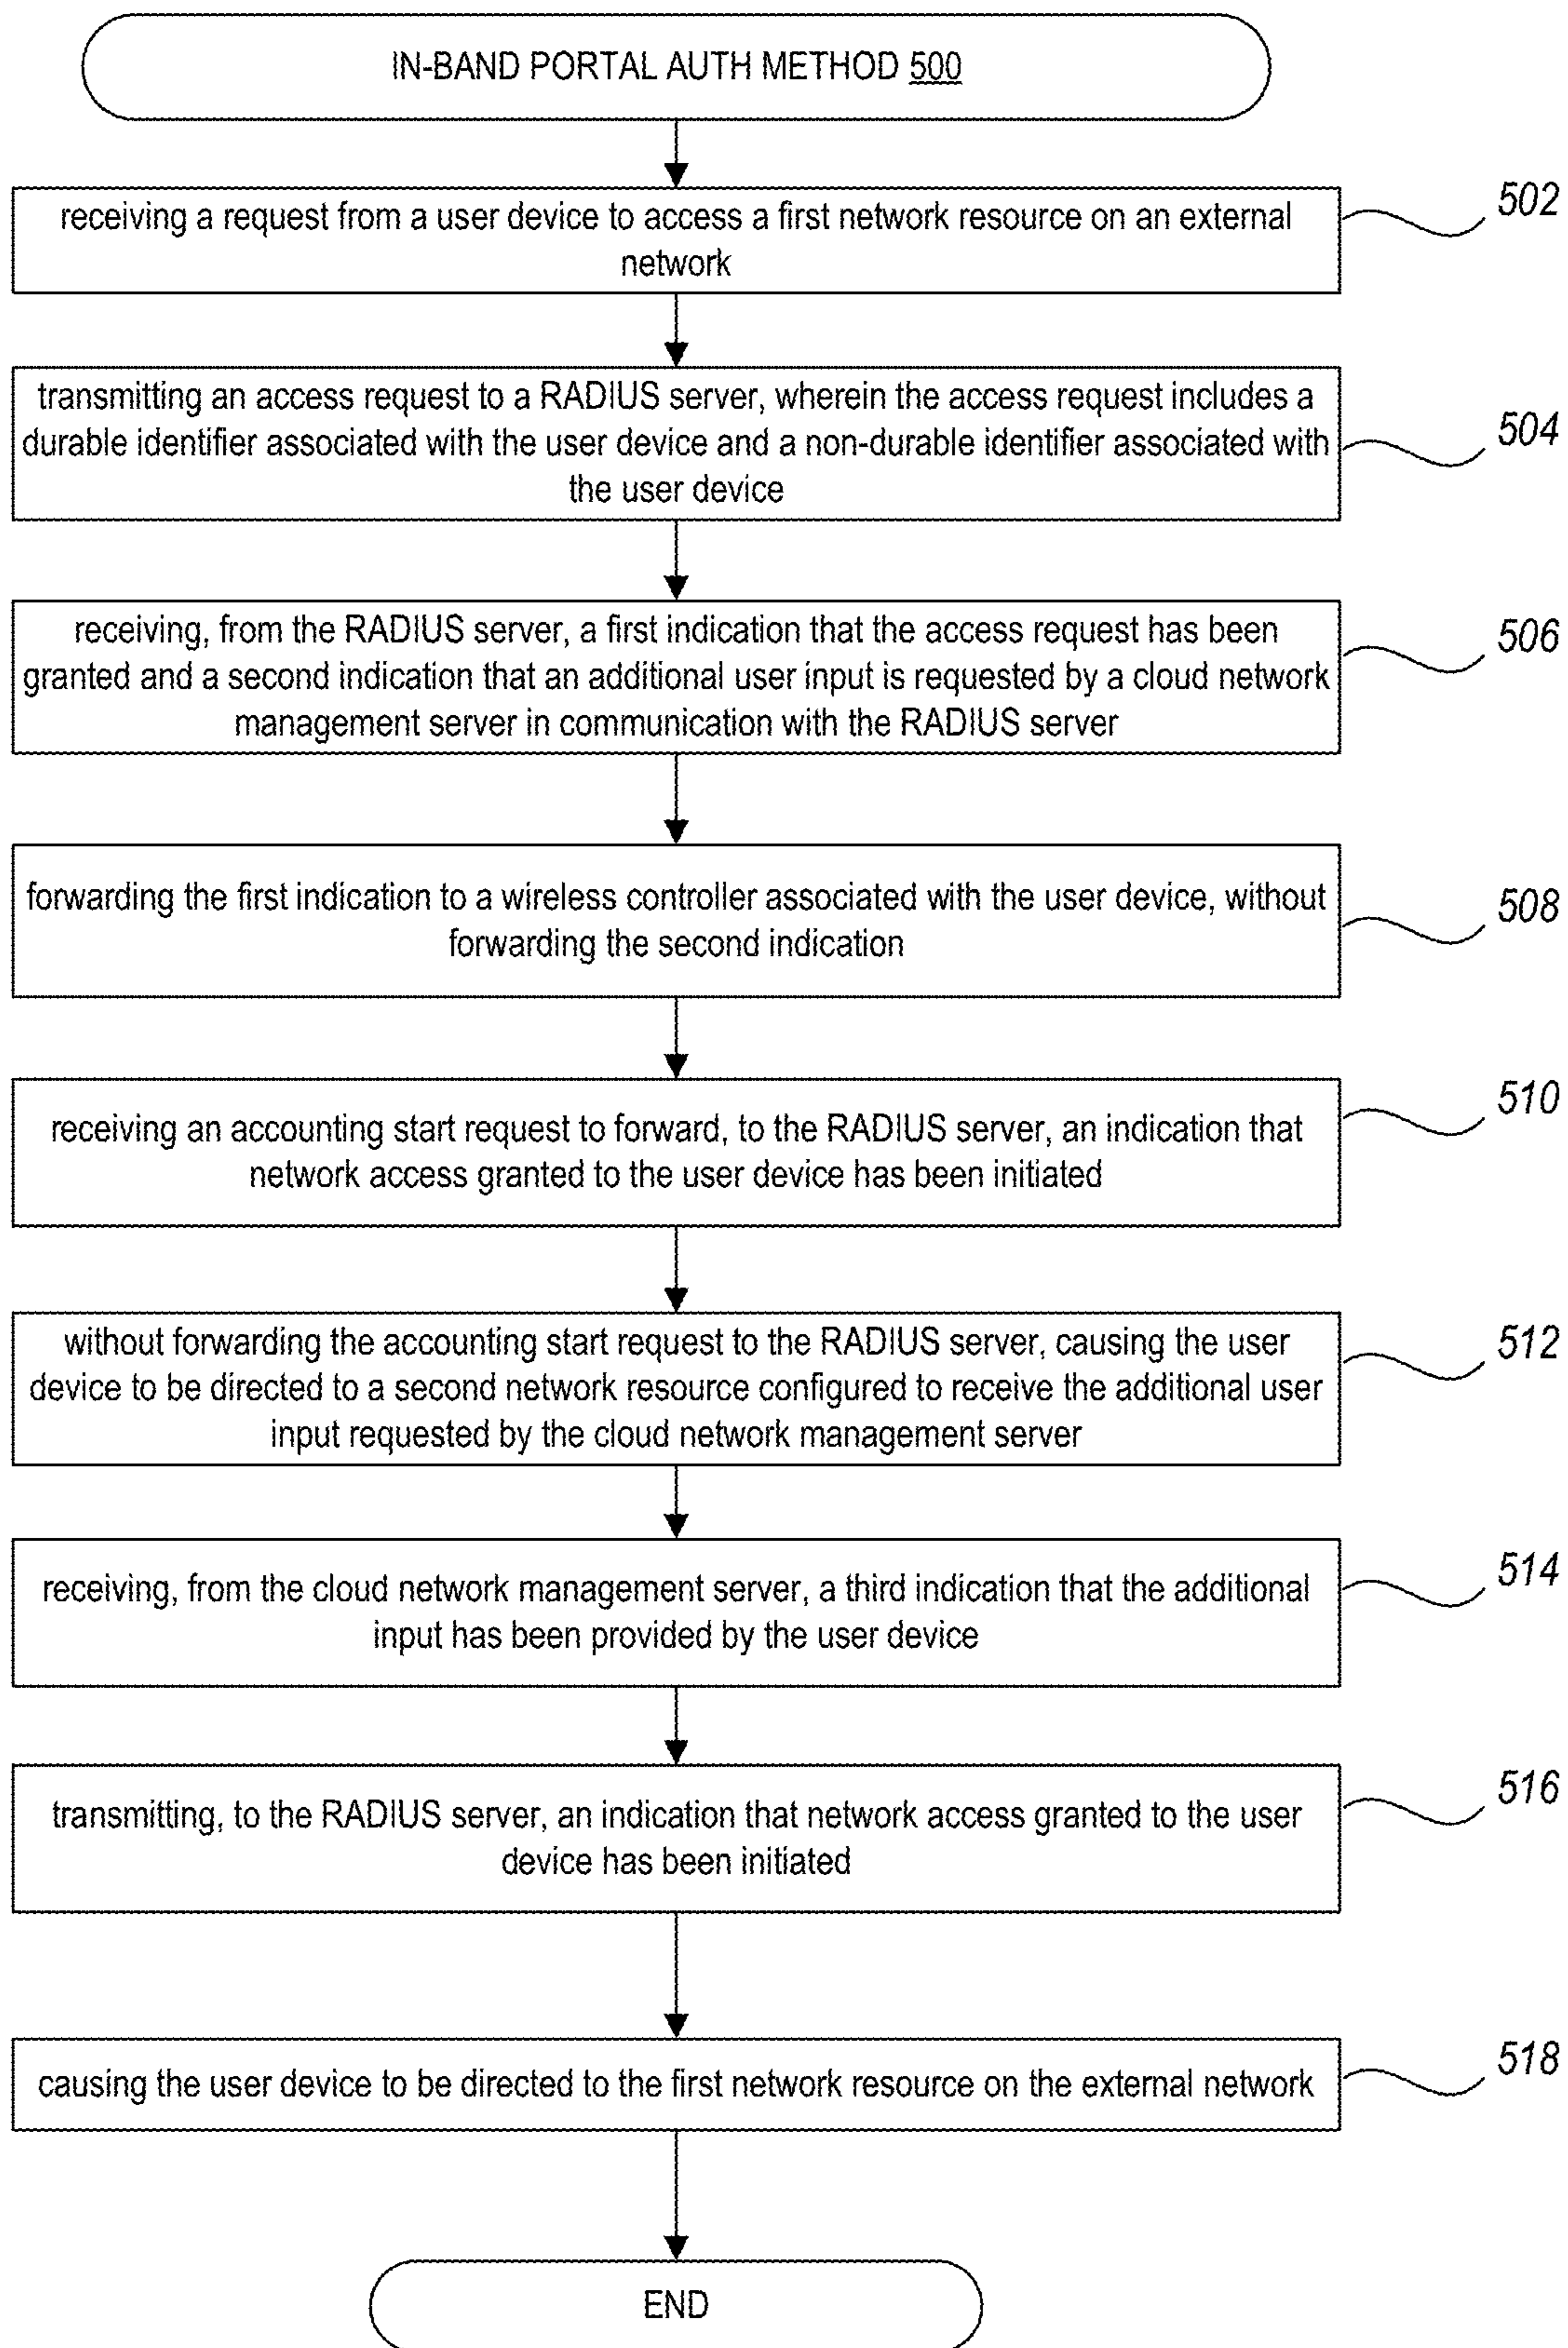 IN-BAND PORTAL AUTH METHOD 500
receiving a request from a user device to access a first network resource on an external
network
502
transmitting an access request to a RADIUS server, wherein the access request includes a
durable identifier associated with the user device and a non-durable identifier associated with
the user device
504
receiving, from the RADIUS server, a first indication that the access request has been
granted and a second indication that an additional user input is requested by a cloud network
management server in communication with the RADIUS server
506
forwarding the first indication to a wireless controller associated with the user device, without
forwarding the second indication
508
receiving an accounting start request to forward, to the RADIUS server, an indication that
network access granted to the user device has been initiated
510
without forwarding the accounting start request to the RADIUS server, causing the user
device to be directed to a second network resource configured to receive the additional user
input requested by the cloud network management server
512
receiving, from the cloud network management server, a third indication that the additional
input has been provided by the user device
514
transmitting, to the RADIUS server, an indication that network access granted to the user
device has been initiated
516
causing the user device to be directed to the first network resource on the external network
518
END